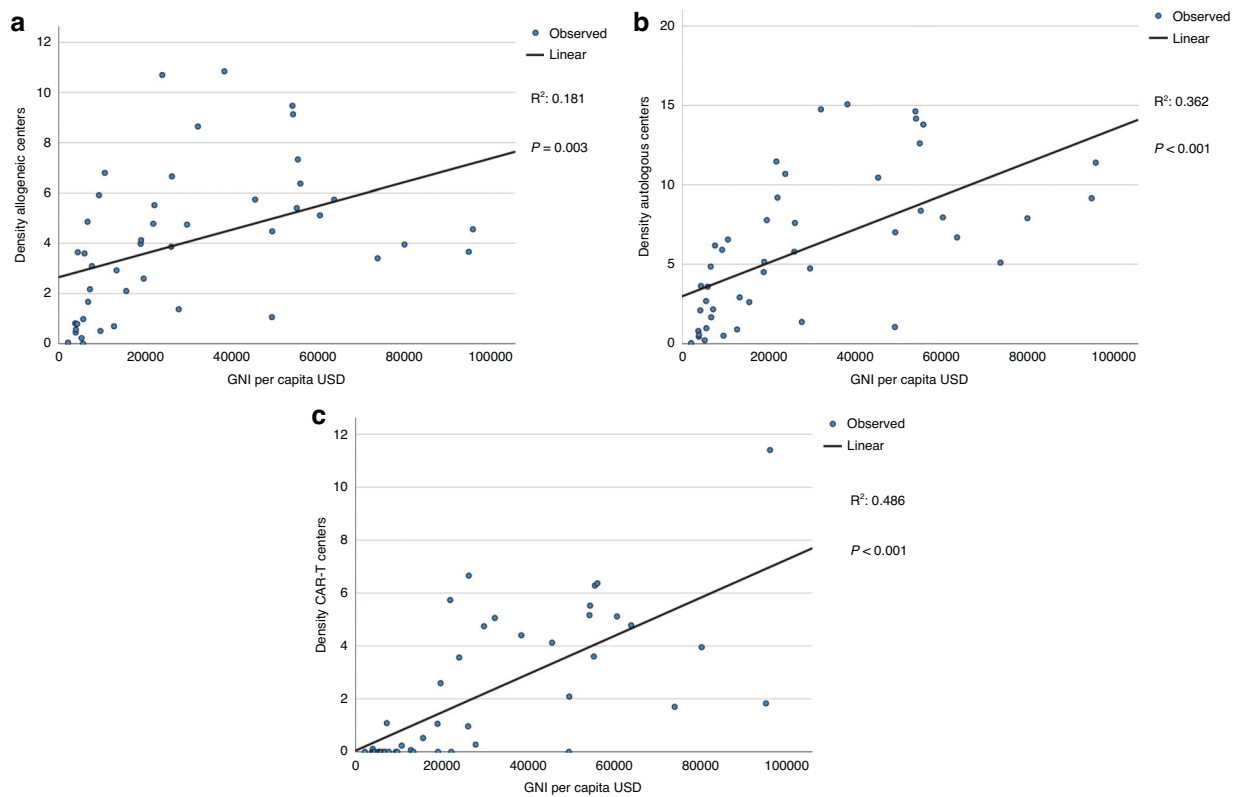 a
12
10
8
6
4
2
0
Density allogeneic centers
0 20000 40000 60000 80000 100000
GNI per capita USD
Observed
Linear
R²: 0.181
P = 0.003
b
20
15
10
5
0
Density autologous centers
0 20000 40000 60000 80000 100000
GNI per capita USD
Observed
Linear
R²: 0.362
P < 0.001
c
12
10
8
6
4
2
0
Density CAR-T centers
0 20000 40000 60000 80000 100000
GNI per capita USD
Observed
Linear
R²: 0.486
P < 0.001